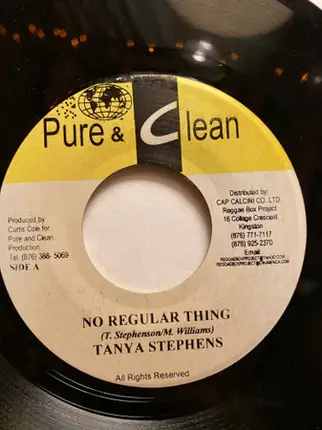 Pure & Clean
Produced by
Curtis Cole for
Pure and Clean
Production
Tel. (876) 388- 5069
SIDE A
Distributed by:
CAP CALCINI CO. LTD.
Reggae Box Project
16 Collage Crescent
Kingston
(876) 771-7117
(876) 925-2370
Email:
NO REGULAR THING
(T. Stephenson/M. Williams)
TANYA STEPHENS
All Rights Reserved